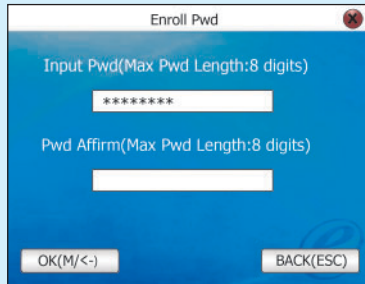 Enroll Pwd
Input Pwd(Max Pwd Length:8 digits)
********
Pwd Affirm(Max Pwd Length:8 digits)
OK(M/<-)
BACK(ESC)